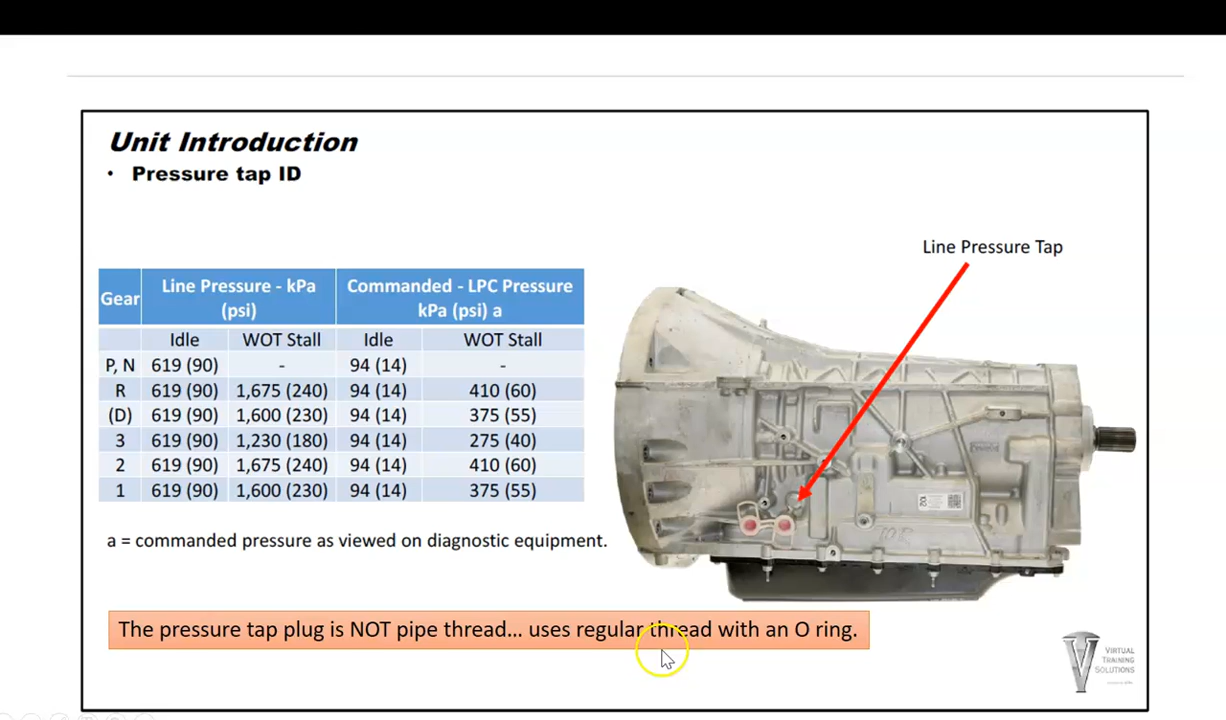 Unit Introduction
• Pressure tap ID
Line Pressure Tap
Gear Line Pressure - kPa (psi) Commanded - LPC Pressure kPa (psi) a
Idle WOT Stall Idle WOT Stall
P, N 619 (90) - 94 (14) -
R 619 (90) 1,675 (240) 94 (14) 410 (60)
(D) 619 (90) 1,600 (230) 94 (14) 375 (55)
3 619 (90) 1,230 (180) 94 (14) 275 (40)
2 619 (90) 1,675 (240) 94 (14) 410 (60)
1 619 (90) 1,600 (230) 94 (14) 375 (55)
a = commanded pressure as viewed on diagnostic equipment.
The pressure tap plug is NOT pipe thread... uses regular thread with an O ring.
VIRTUAL
TRAINING
SOLUTIONS